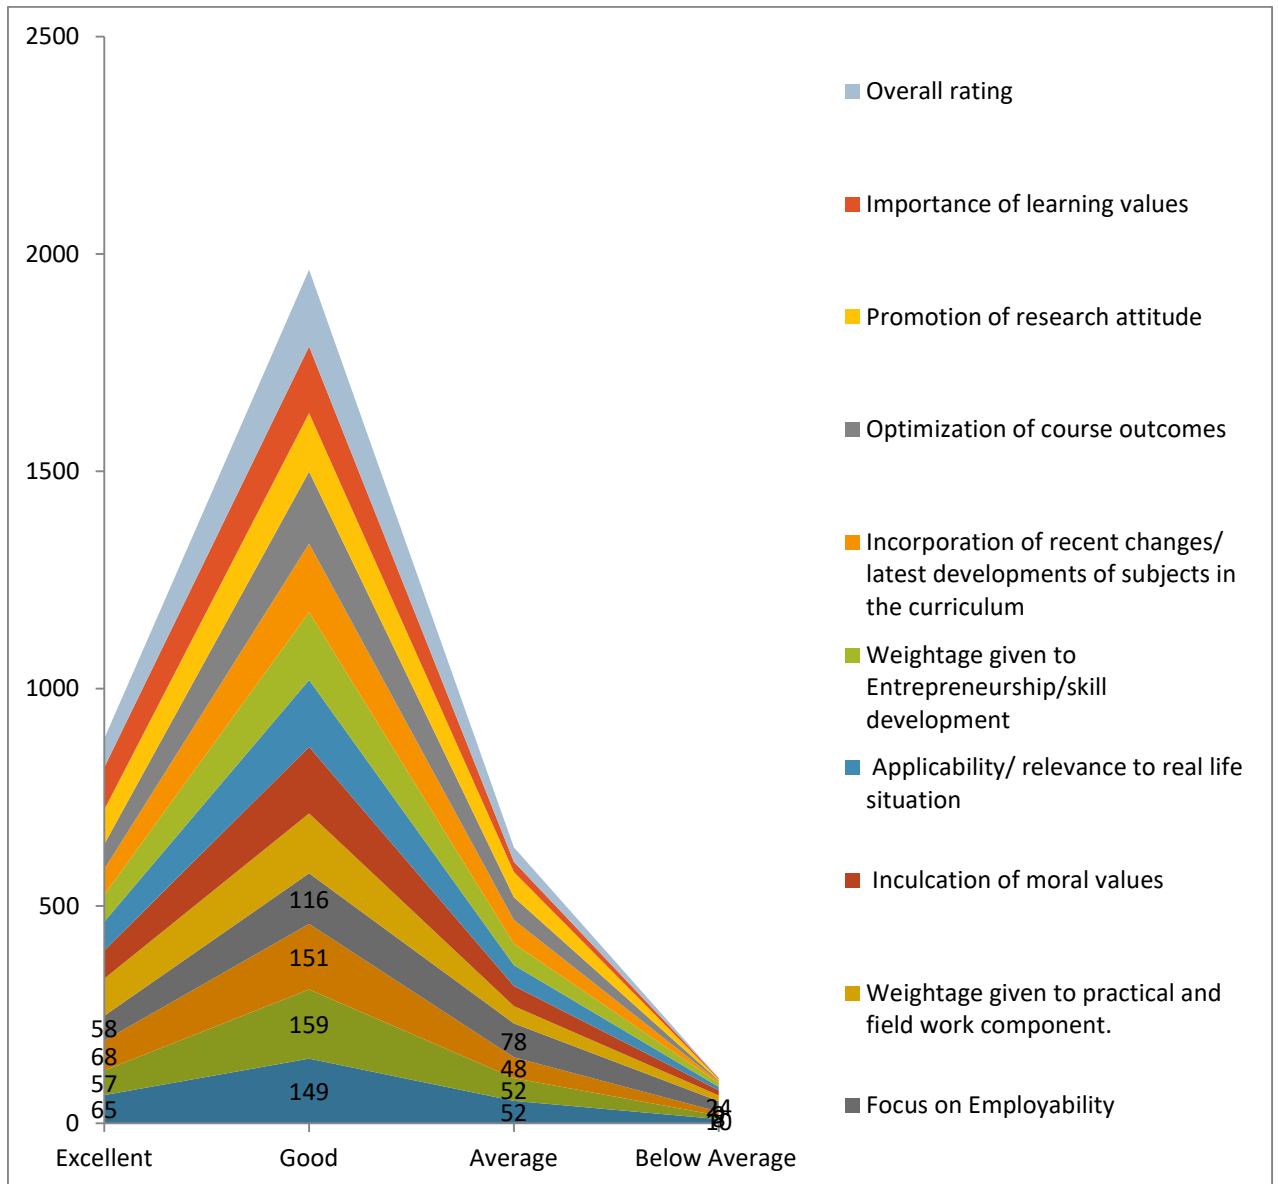 2500
2000
1500
1000
500
0
116
151
159
149
58
68
57
65
78
48
52
52
24
10
Excellent
Good
Average
Below Average
Overall rating
Importance of learning values
Promotion of research attitude
Optimization of course outcomes
Incorporation of recent changes/
latest developments of subjects in
the curriculum
Weightage given to
Entrepreneurship/skill
development
Applicability/ relevance to real life
situation
Inculcation of moral values
Weightage given to practical and
field work component.
Focus on Employability